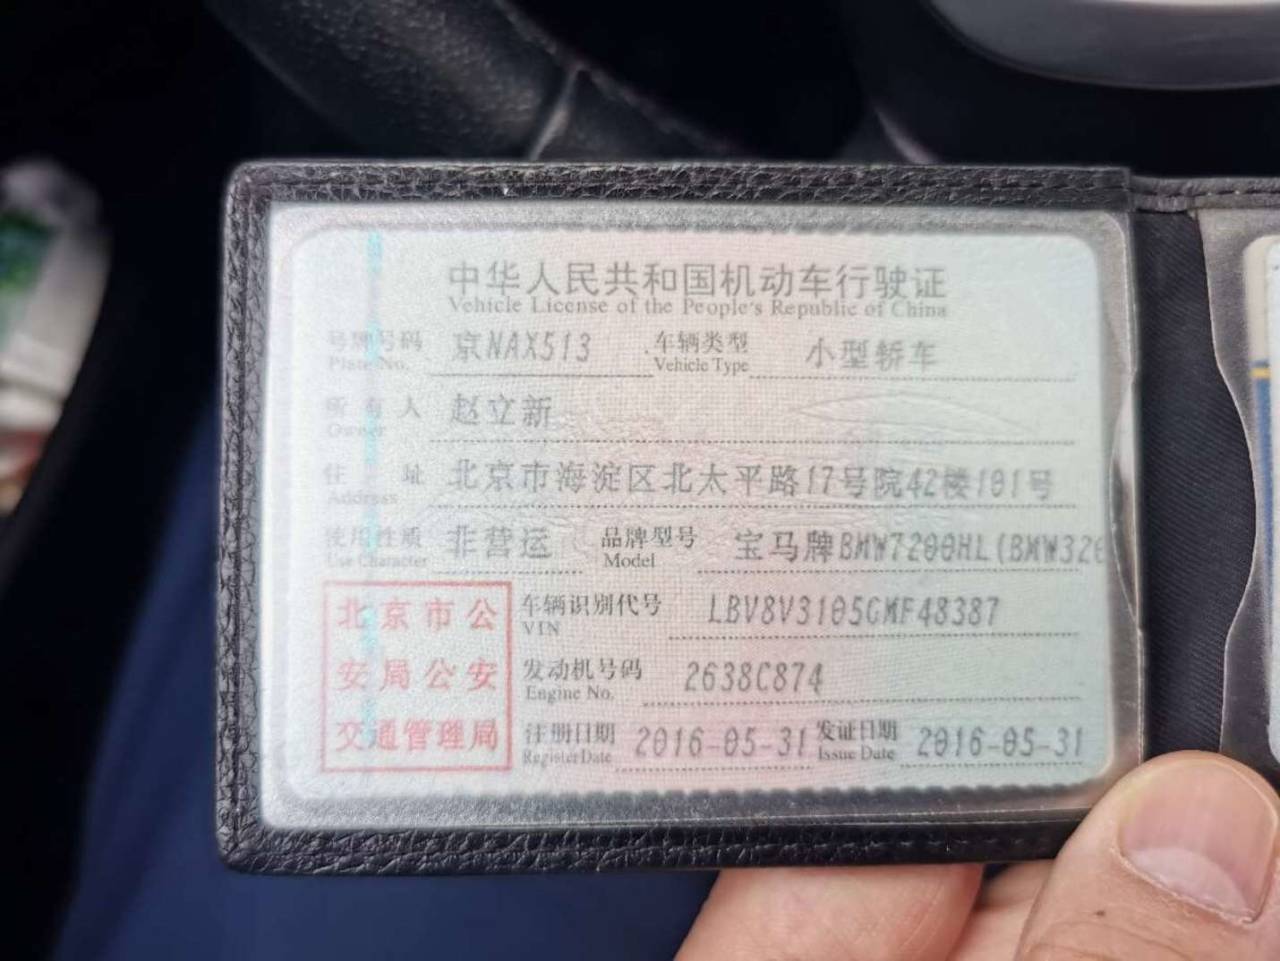 中华人民共和国机动车行驶证
Vehicle License of the People's Republic of China
号牌号码 京NAX513 车辆类型 小型轿车
Plate No. Vehicle Type
所有人 赵立新
Owner
住址 北京市海淀区北太平路17号院42楼101号
Address
使用性质 非营运 品牌型号 宝马牌BMW7200HL(BMW320
Use Character Model
北京市公 车辆识别代号 LBV8V3105GMF48387
VIN
安局公安 发动机号码 2638C874
Engine No.
交通管理局 注册日期 2016-05-31 发证日期 2016-05-31
Register Date Issue Date